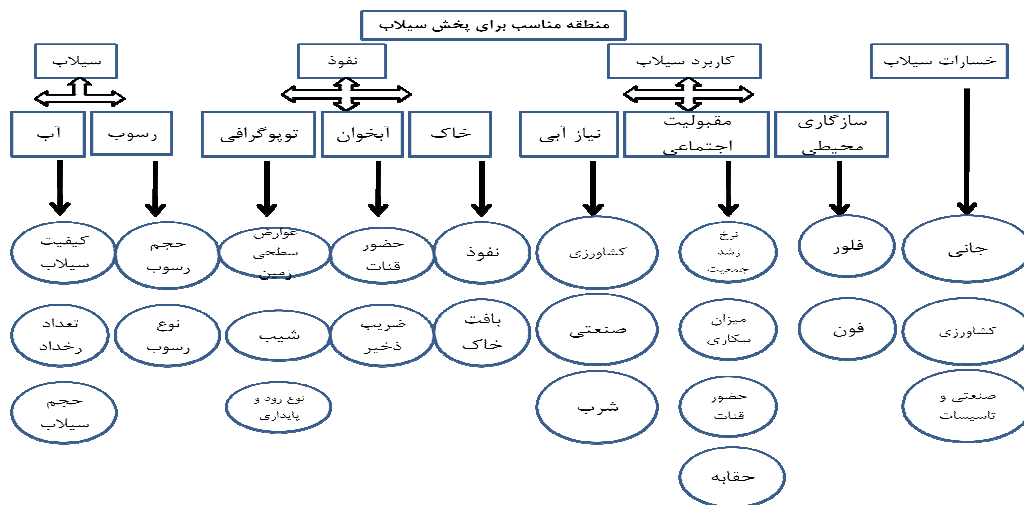 منطقه مناسب برای پخش سیلاب
خسارات سیلاب
کاربرد سیلاب
نفوذ
سیلاب
سازگاری
محیطی
مقبولیت
اجتماعی
نیاز آبی
خاک
آبخوان
توپوگرافی
رسوب
آب
جانی
فلور
نرخ
رشد
جمعیت
کشاورزی
نفوذ
حضور
قنات
عوارض
سطحی
زمین
حجم
رسوب
کیفیت
سیلاب
کشاورزی
فون
میزان
سکاری
صنعتی
بافت
خاک
ضریب
ذخیر
شیب
نوع
رسوب
تعداد
رخداد
صنعتی و
تاسیسات
حضور
قنات
شرب
نوع رود و
پایداری
حجم
سیلاب
حقابه